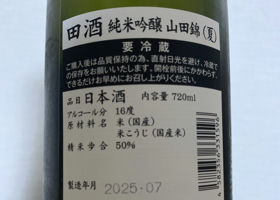 田酒 純米吟醸 山田錦 (夏)
要冷蔵
ご購入後は品質保持の為、直射日光を避け、冷蔵で
の保存をお願いいたします。開栓前後にかかわらず、
できるだけお早めにお召し上がりください。
品目 日本酒 内容量 720ml
アルコール分 16度
原材料名 米(国産)
米こうじ(国産米)
精米歩合 50%
製造年月 2025-07